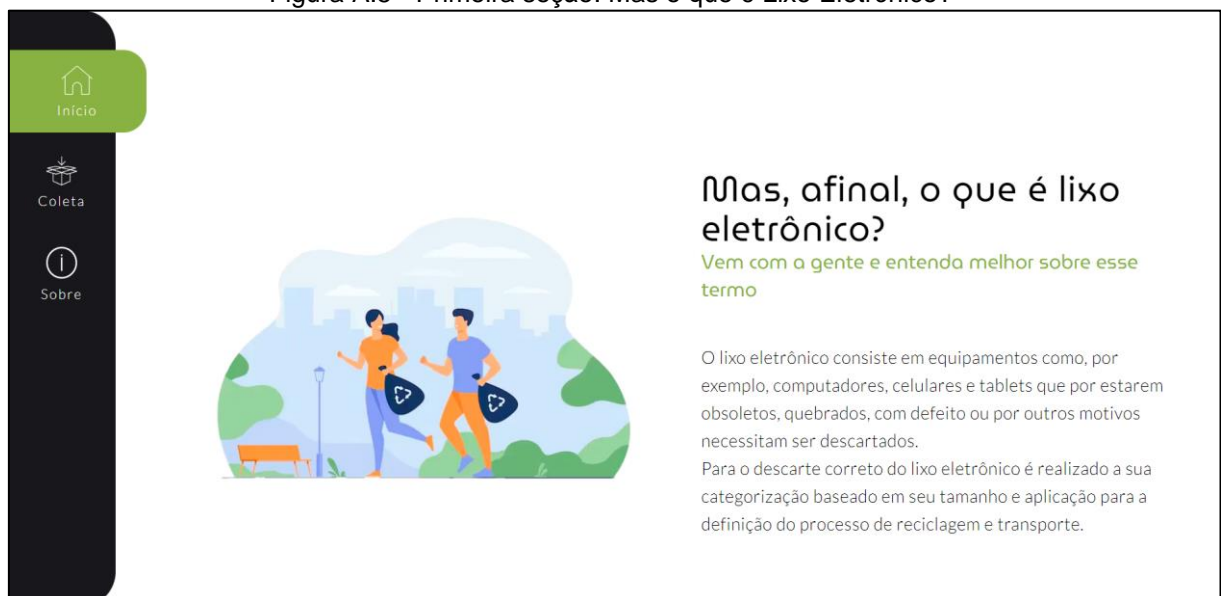 Figura A.3 - Primeira seção: Mas o que é Lixo Eletrônico?
Início
Coleta
Sobre
Mas, afinal, o que é lixo
eletrônico?
Vem com a gente e entenda melhor sobre esse
termo
O lixo eletrônico consiste em equipamentos como, por
exemplo, computadores, celulares e tablets que por estarem
obsoletos, quebrados, com defeito ou por outros motivos
necessitam ser descartados.
Para o descarte correto do lixo eletrônico é realizado a sua
categorização baseado em seu tamanho e aplicação para a
definição do processo de reciclagem e transporte.